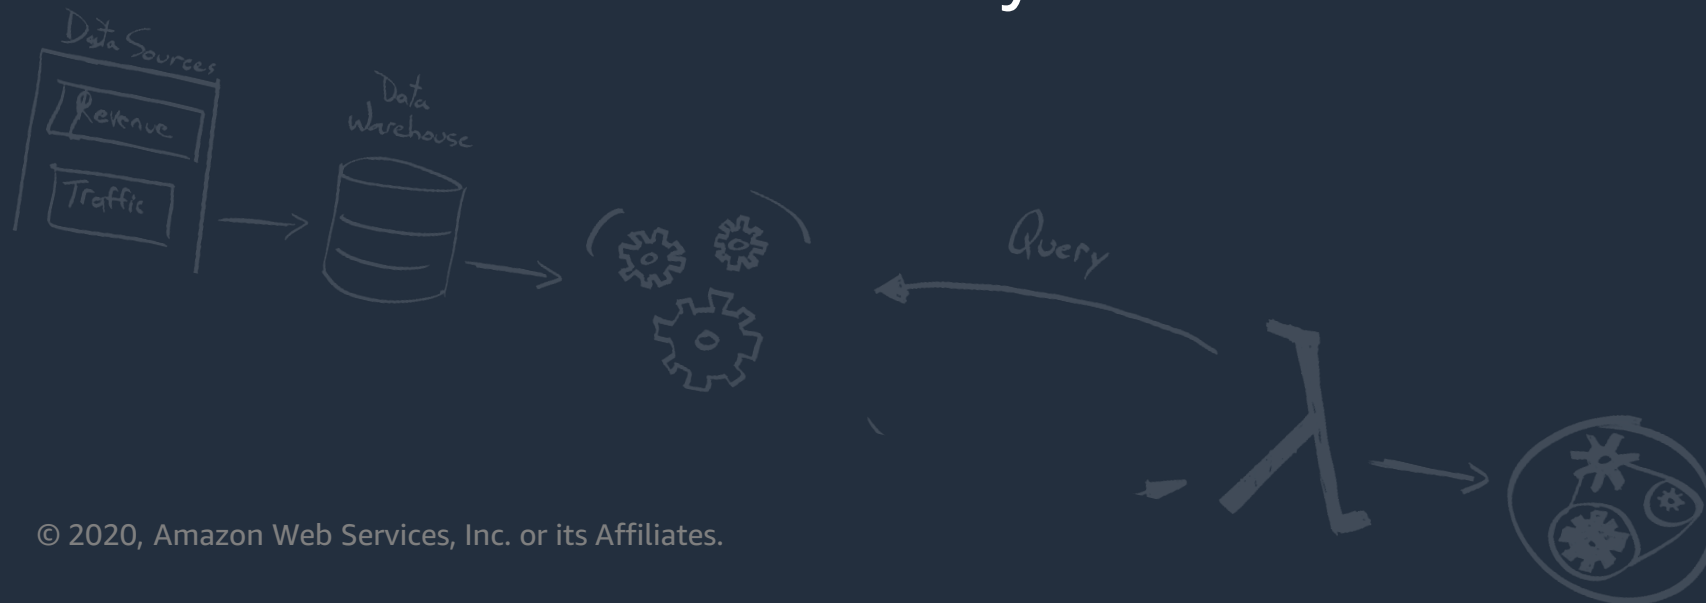 Data Sources
Revenue
Traffic
Data
Warehouse
Query
© 2020, Amazon Web Services, Inc. or its Affiliates.